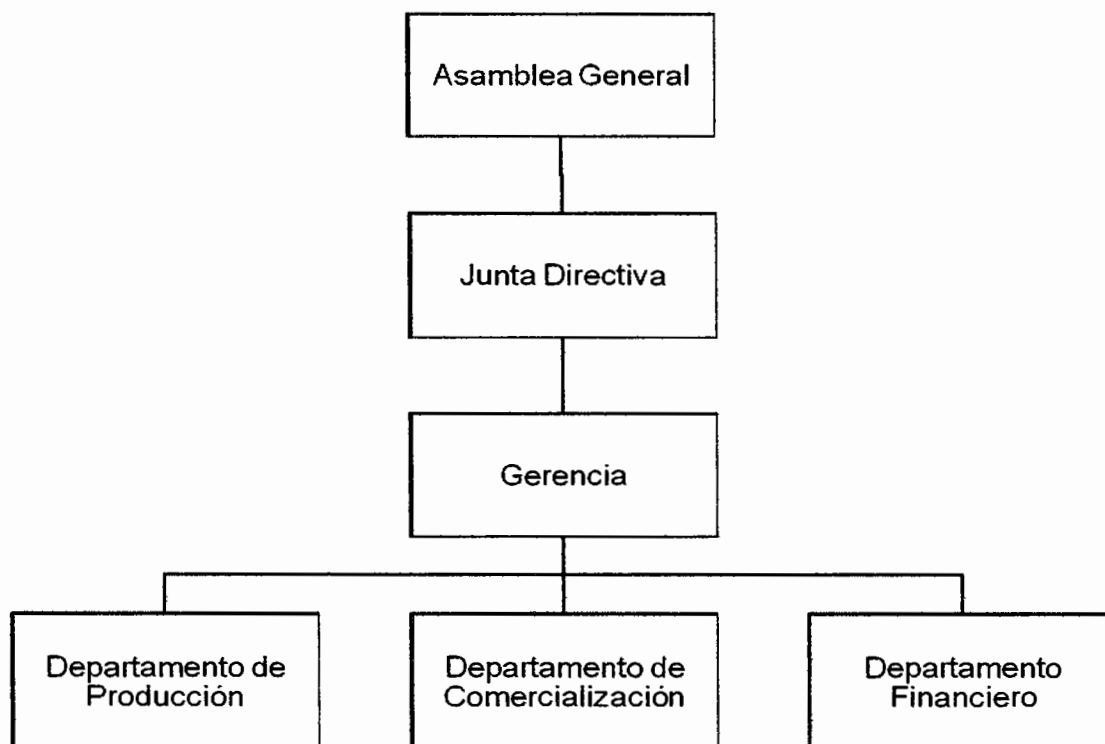 Asamblea General
Junta Directiva
Gerencia
Departamento de
Producción
Departamento de
Comercialización
Departamento
Financiero